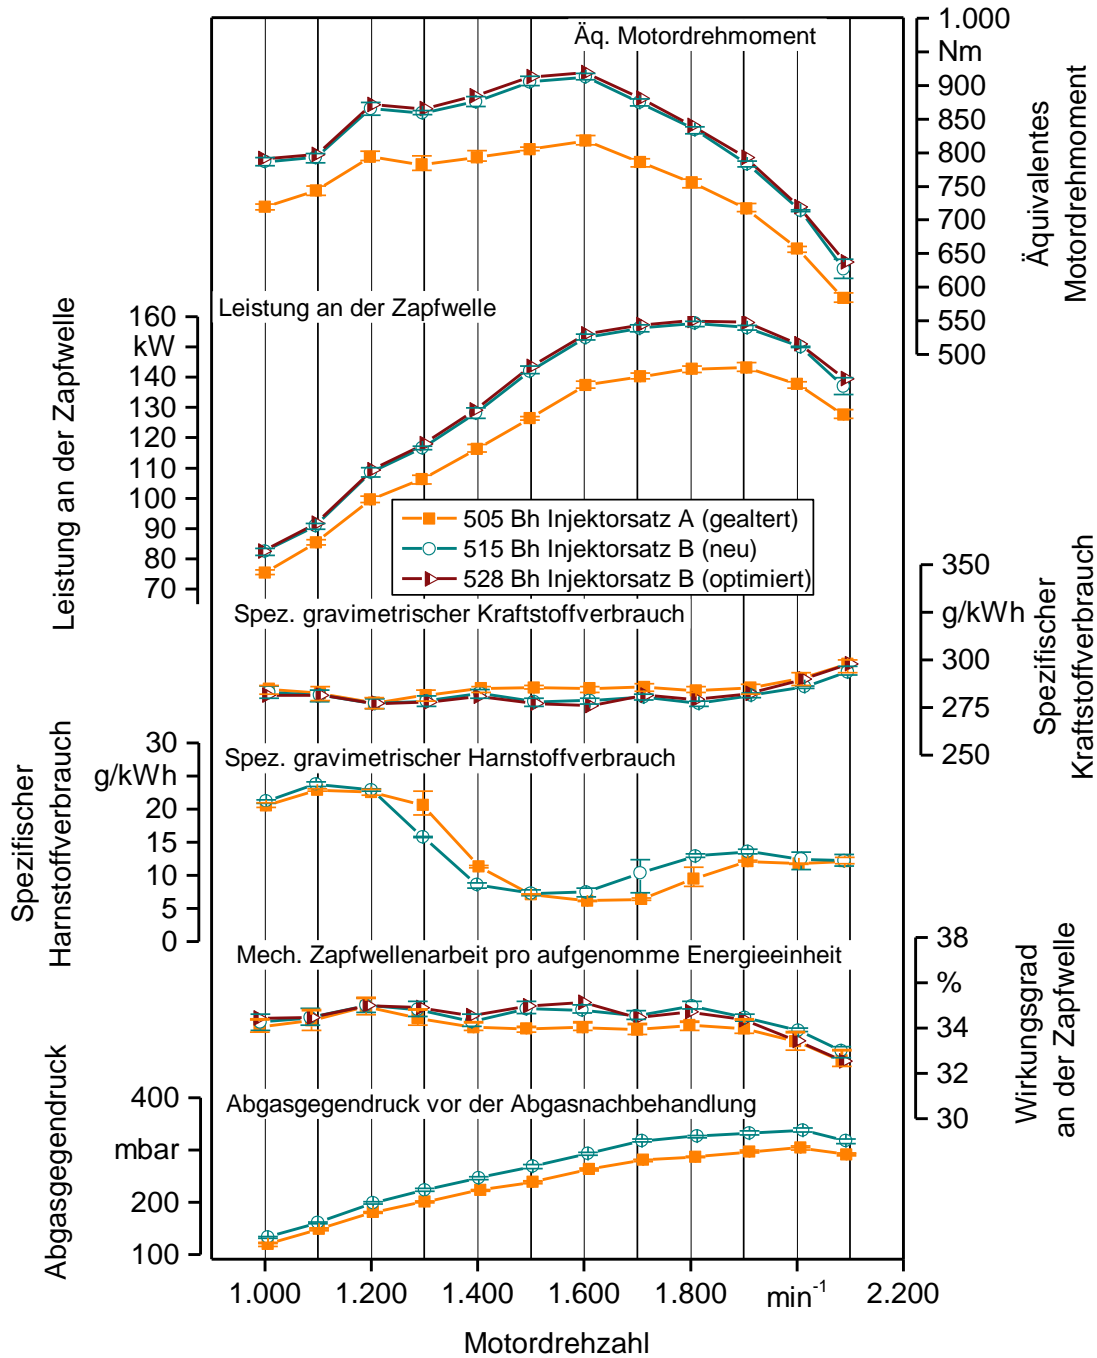 Äq. Motordrehmoment
1.000
Nm
900
850
800
750
700
650
600
550
500
Äquivalentes
Motordrehmoment
Leistung an der Zapfwelle
160
kW
140
130
120
110
100
90
80
70
Leistung an der Zapfwelle
505 Bh Injektorsatz A (gealtert)
515 Bh Injektorsatz B (neu)
528 Bh Injektorsatz B (optimiert)
Spez. gravimetrischer Kraftstoffverbrauch
350
g/kWh
300
275
250
Spezifischer
Kraftstoffverbrauch
Spez. gravimetrischer Harnstoffverbrauch
30
g/kWh
20
15
10
5
0
Spezifischer
Harnstoffverbrauch
Mech. Zapfwellenarbeit pro aufgenomme Energieeinheit
38
%
34
32
30
Wirkungsgrad
an der Zapfwelle
Abgasgegendruck vor der Abgasnachbehandlung
400
mbar
200
100
Abgasgegendruck
1.000
1.200
1.400
1.600
1.800
min-1
2.200
Motordrehzahl